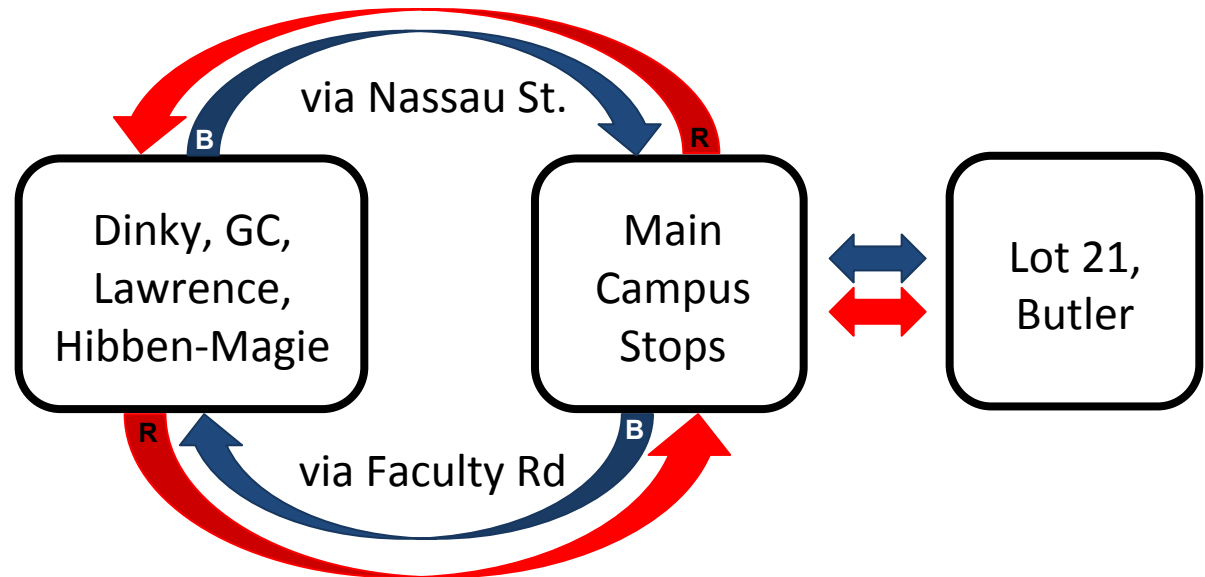 via Nassau St.
B
R
Dinky, GC,
Lawrence,
Hibben-Magie
Main
Campus
Stops
Lot 21,
Butler
R
B
via Faculty Rd